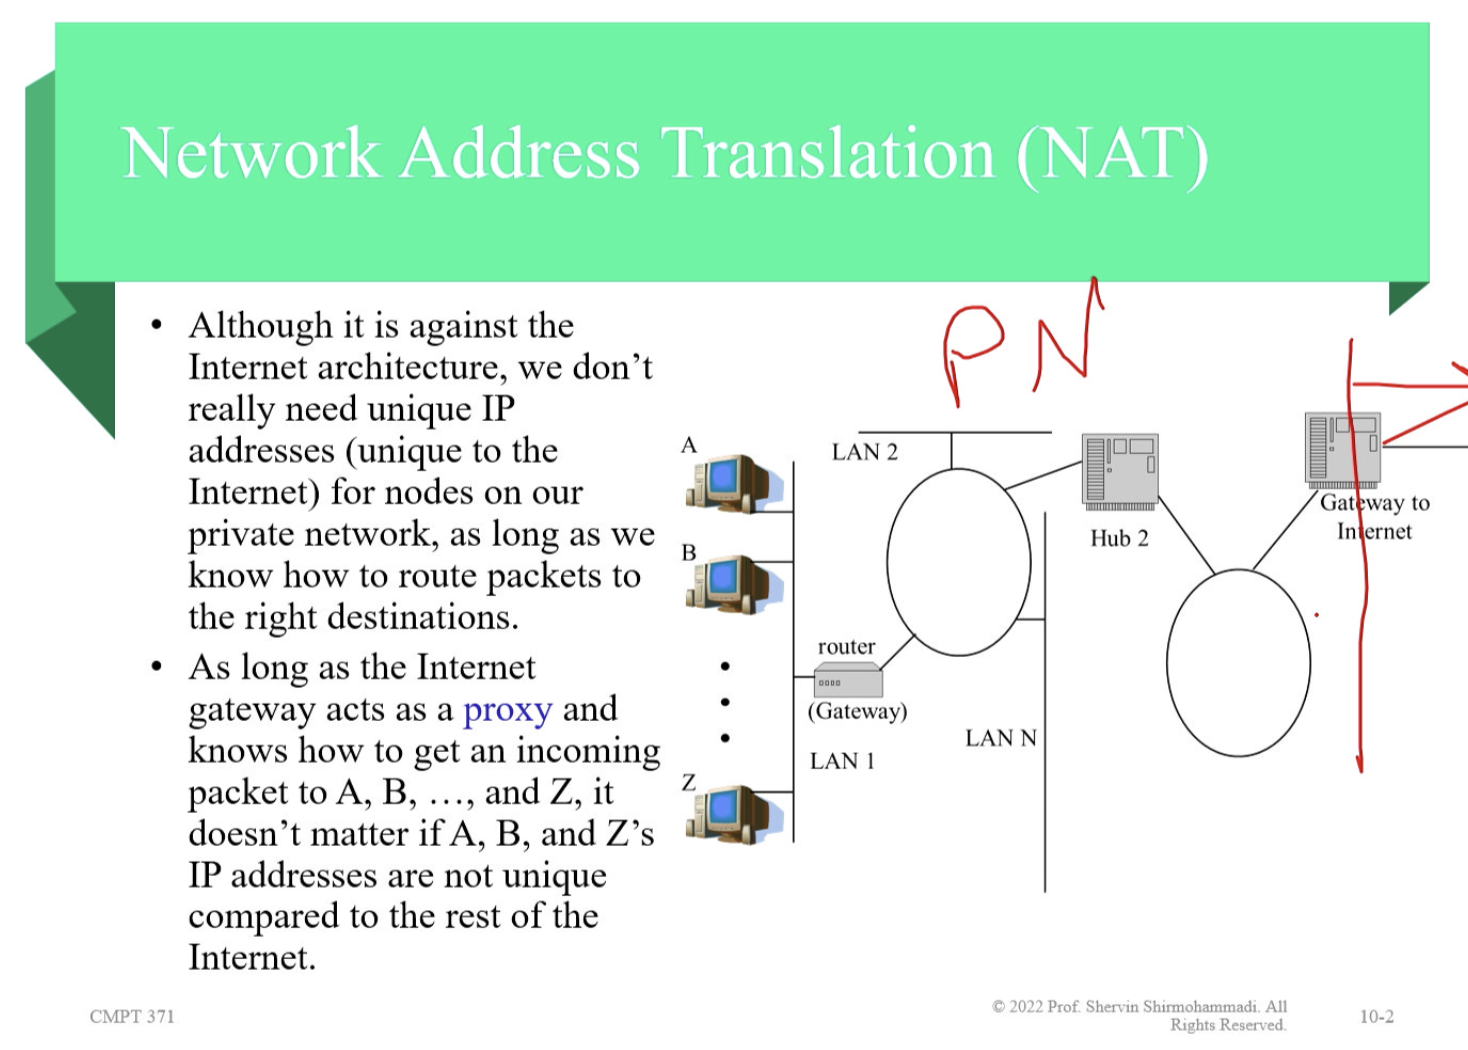 Network Address Translation (NAT)
• Although it is against the
Internet architecture, we don’t
really need unique IP
addresses (unique to the
Internet) for nodes on our
private network, as long as we
know how to route packets to
the right destinations.
• As long as the Internet
gateway acts as a proxy and
knows how to get an incoming
packet to A, B, …, and Z, it
doesn’t matter if A, B, and Z’s
IP addresses are not unique
compared to the rest of the
Internet.
PN
A
LAN 2
B
Hub 2
Gateway to
Internet
router
(Gateway)
LAN N
LAN 1
Z
CMPT 371
© 2022 Prof. Shervin Shirmohammadi. All
Rights Reserved.
10-2